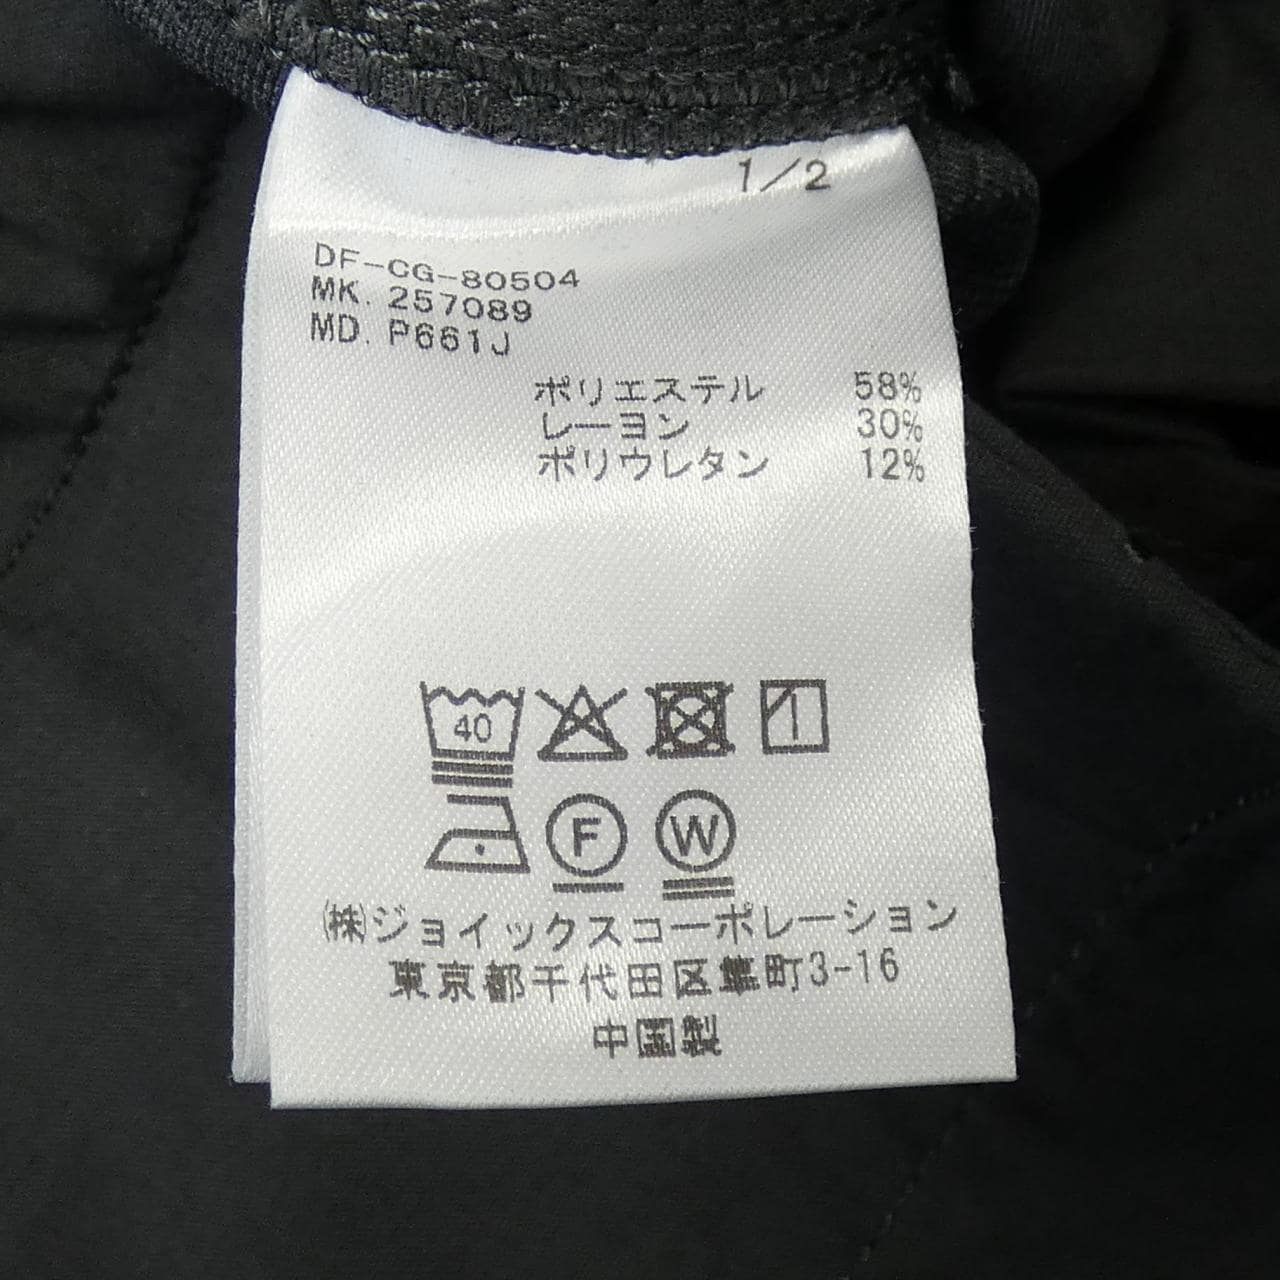 1/2
DF-CG-80504
MK. 257089
MD. P661J
ポリエステル 58%
レーヨン 30%
ポリウレタン 12%
40
F W
㈱ジョイックスコーポレーション
東京都千代田区隼町3-16
中国製